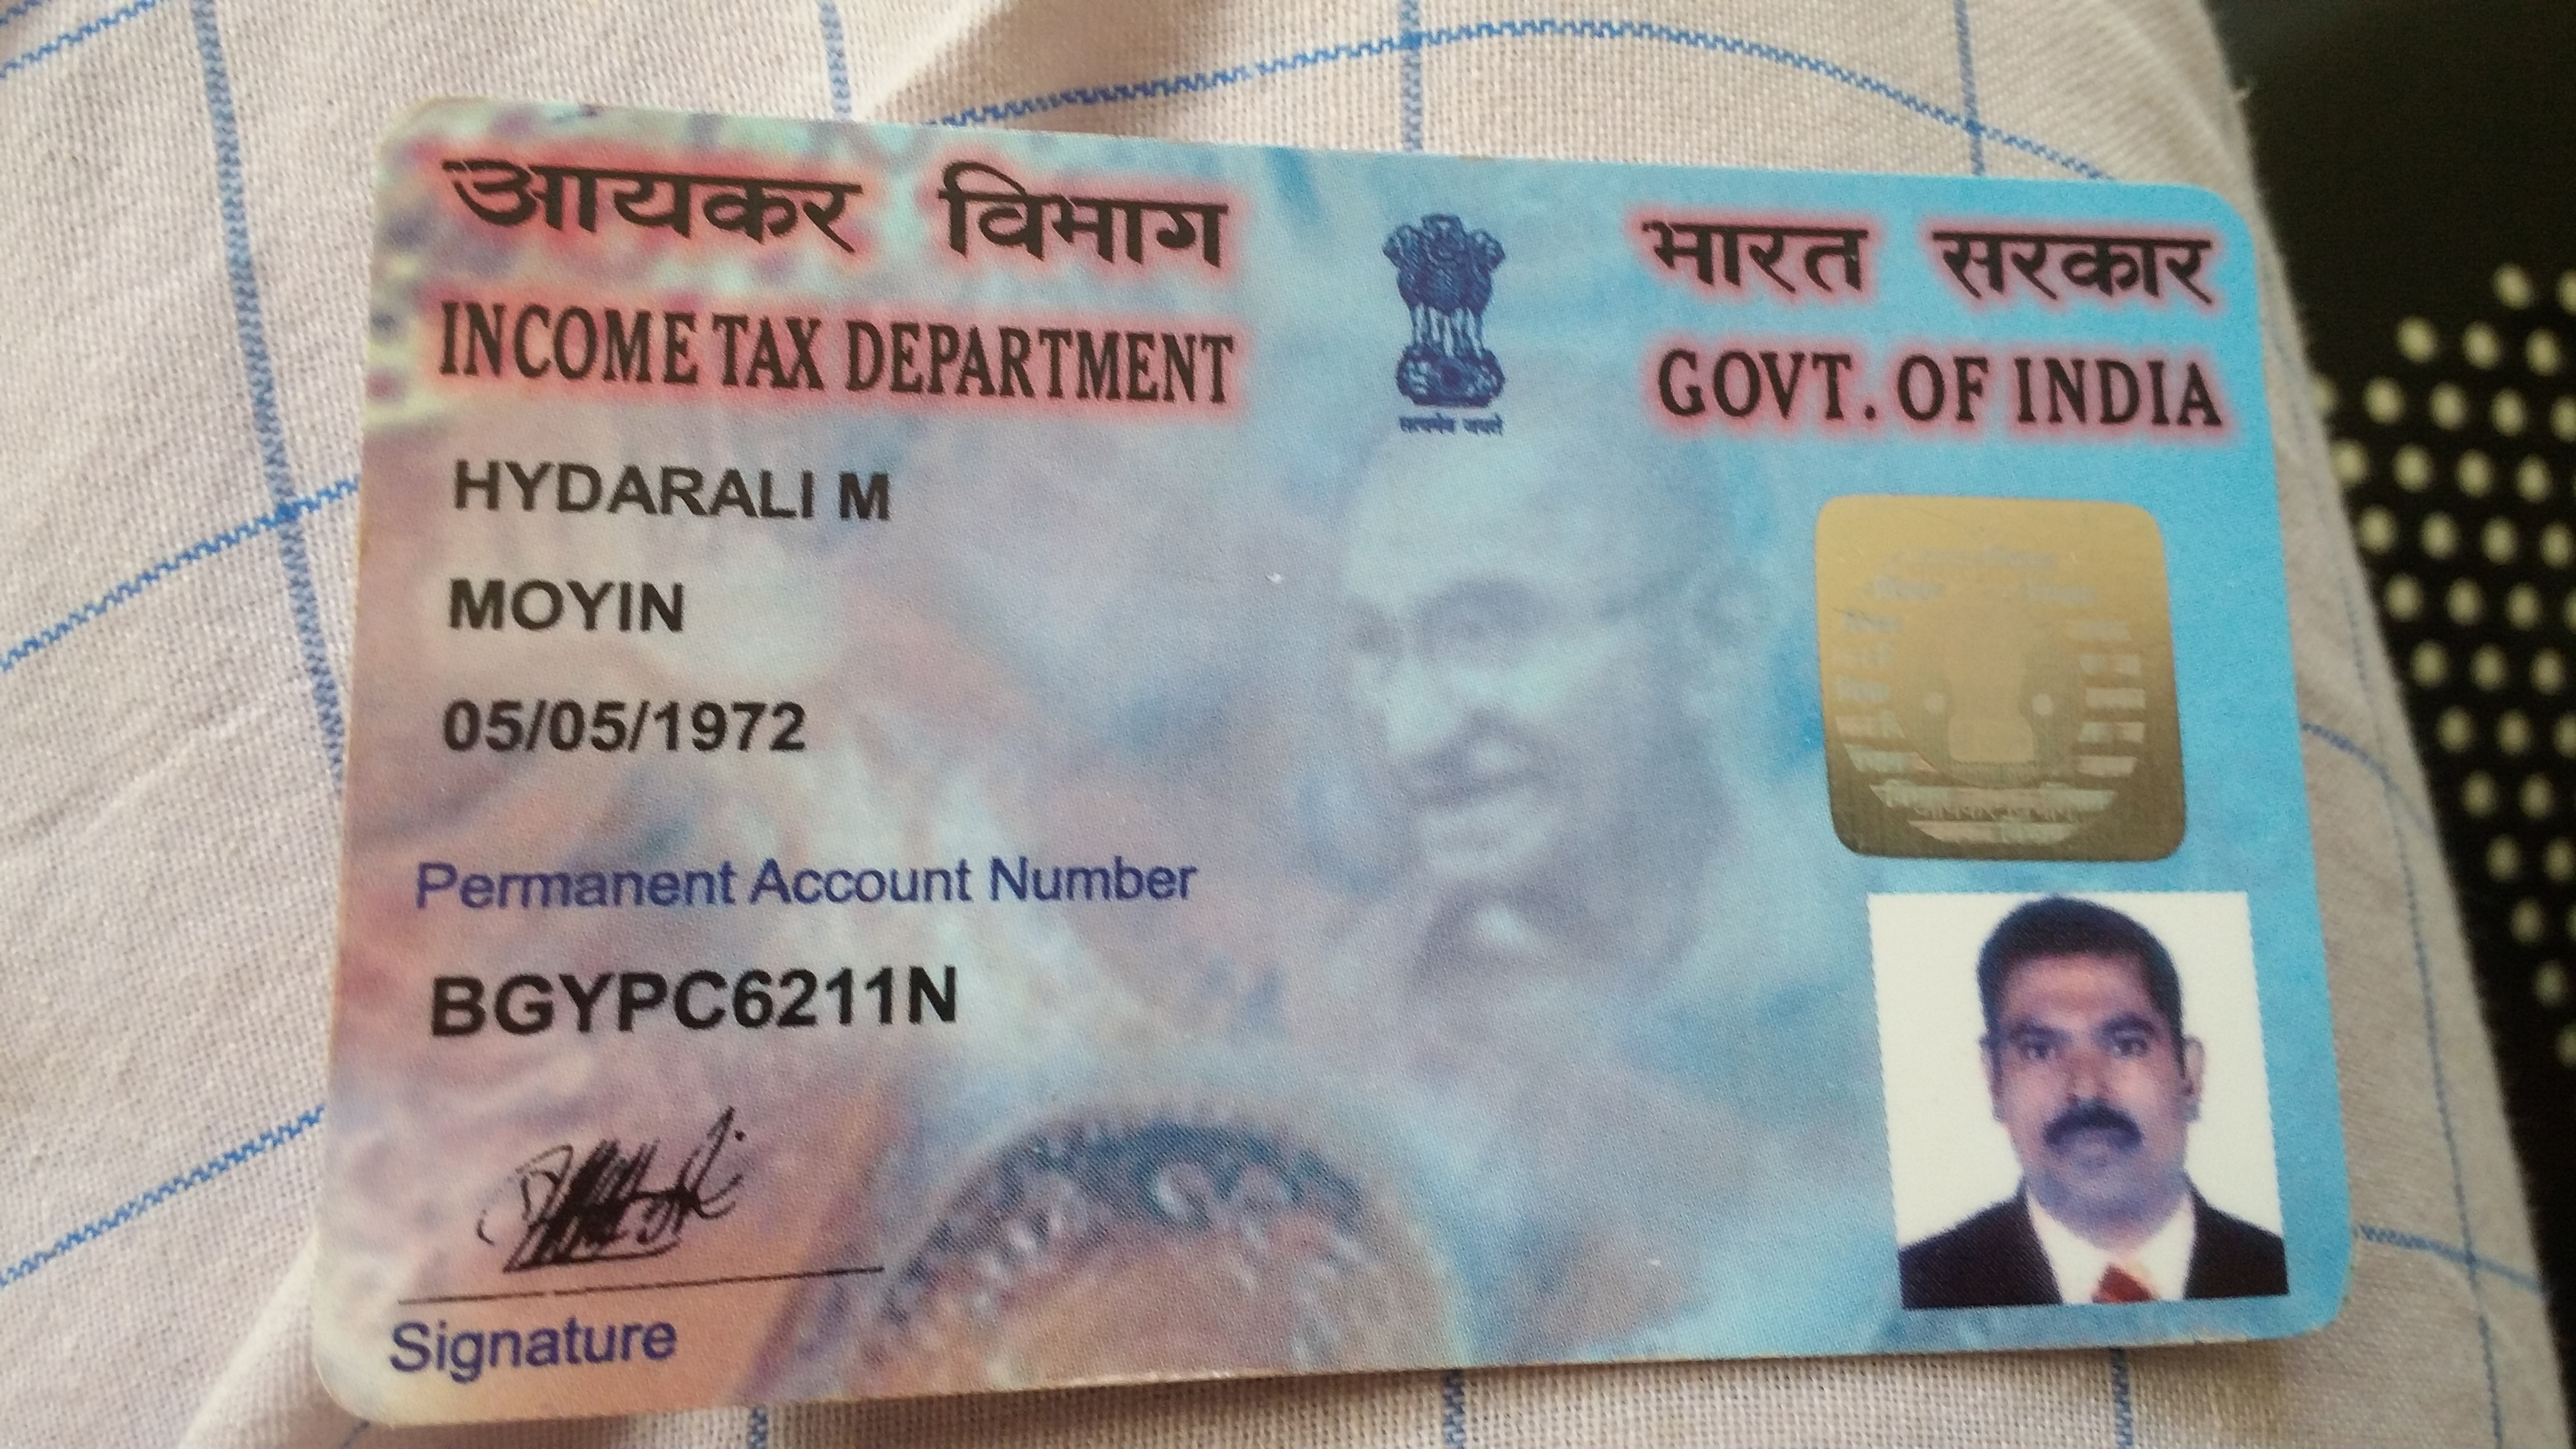 आयकर विभाग
INCOME TAX DEPARTMENT
भारत सरकार
GOVT. OF INDIA
HYDARALI M
MOYIN
05/05/1972
Permanent Account Number
BGYPC6211N
Signature